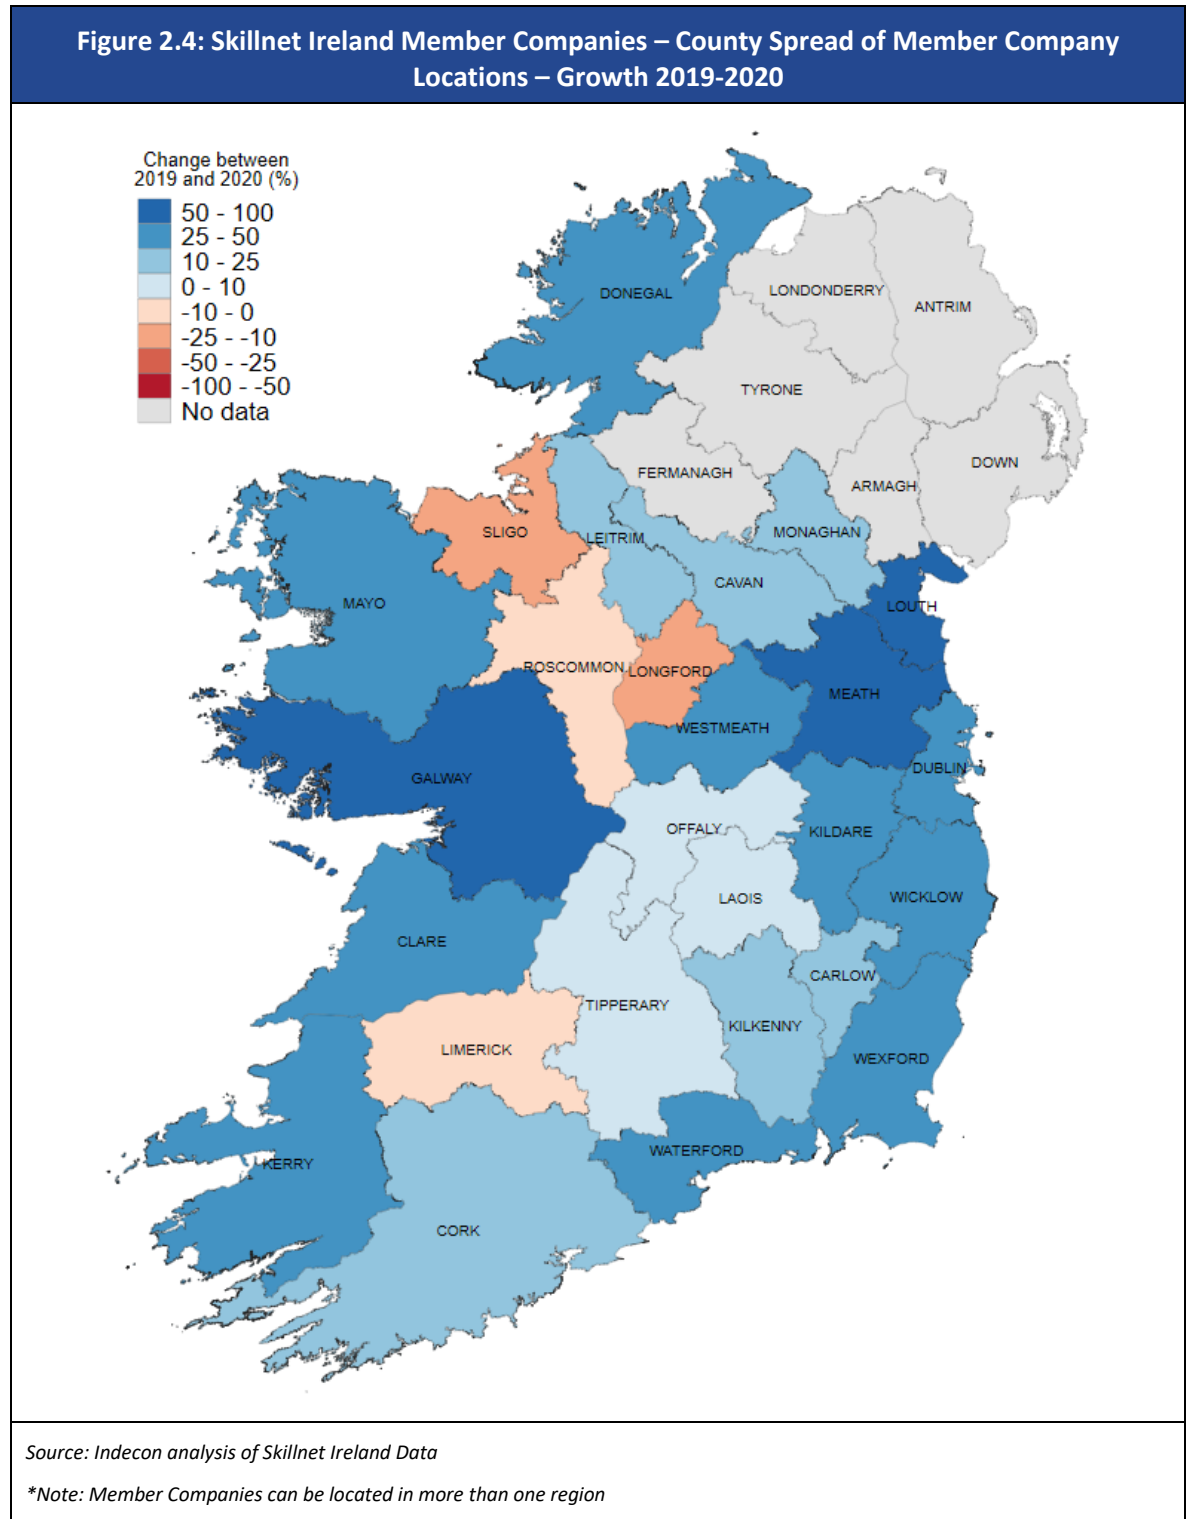 Figure 2.4: Skillnet Ireland Member Companies – County Spread of Member Company
Locations – Growth 2019-2020
Change between
2019 and 2020 (%)
50 - 100
25 - 50
10 - 25
0 - 10
-10 - 0
-25 - -10
-50 - -25
-100 - -50
No data
DONEGAL
LONDONDERRY
ANTRIM
TYRONE
FERMANAGH
DOWN
ARMAGH
SLIGO
LEITRIM
MONAGHAN
CAVAN
MAYO
LOUTH
ROSCOMMON
LONGFORD
MEATH
WESTMEATH
DUBLIN
GALWAY
OFFALY
KILDARE
LAOIS
WICKLOW
CLARE
CARLOW
TIPPERARY
KILKENNY
LIMERICK
WEXFORD
WATERFORD
KERRY
CORK
Source: Indecon analysis of Skillnet Ireland Data
*Note: Member Companies can be located in more than one region